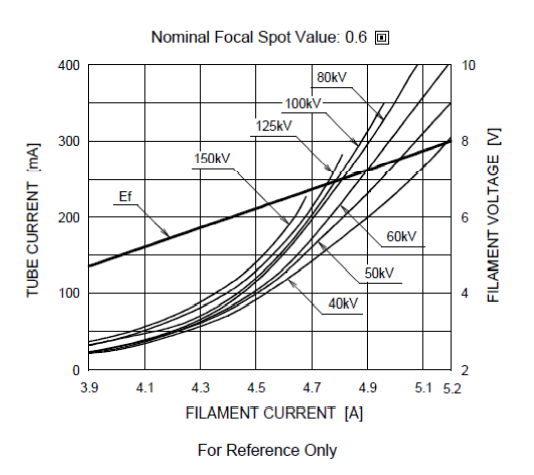 Nominal Focal Spot Value: 0.6
400
300
200
100
0
TUBE CURRENT [mA]
10
8
6
4
2
FILAMENT VOLTAGE [V]
80kV
100kV
125kV
150kV
Ef
60kV
50kV
40kV
3.9 4.1 4.3 4.5 4.7 4.9 5.1 5.2
FILAMENT CURRENT [A]
For Reference Only